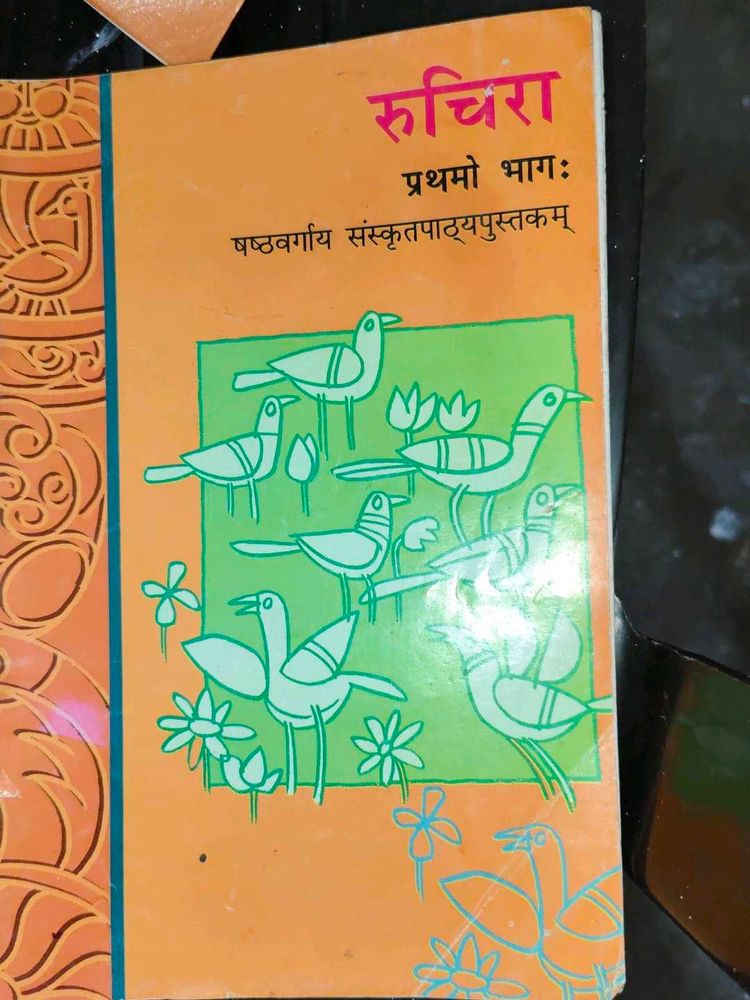 रुचिरा
प्रथमो भागः
षष्ठवर्गाय संस्कृतपाठ्यपुस्तकम्